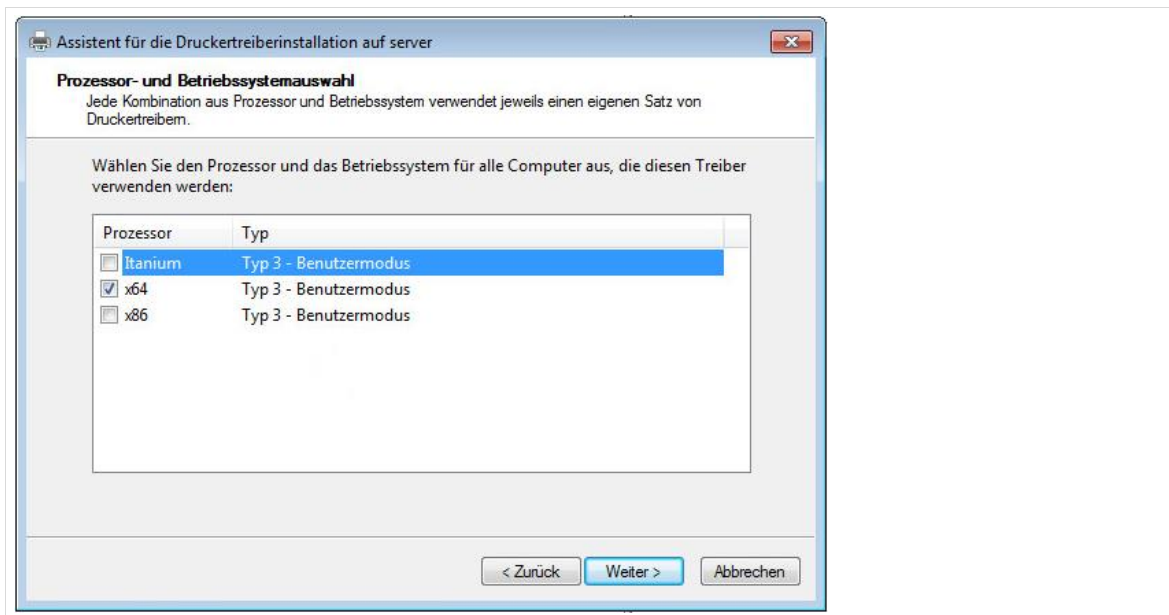 Assistent für die Druckertreiberinstallation auf server
Prozessor- und Betriebssystemauswahl
Jede Kombination aus Prozessor und Betriebssystem verwendet jeweils einen eigenen Satz von
Druckertreibern.
Wählen Sie den Prozessor und das Betriebssystem für alle Computer aus, die diesen Treiber
verwenden werden:
Prozessor Typ
Itanium Typ 3 - Benutzermodus
x64 Typ 3 - Benutzermodus
x86 Typ 3 - Benutzermodus
< Zurück Weiter > Abbrechen